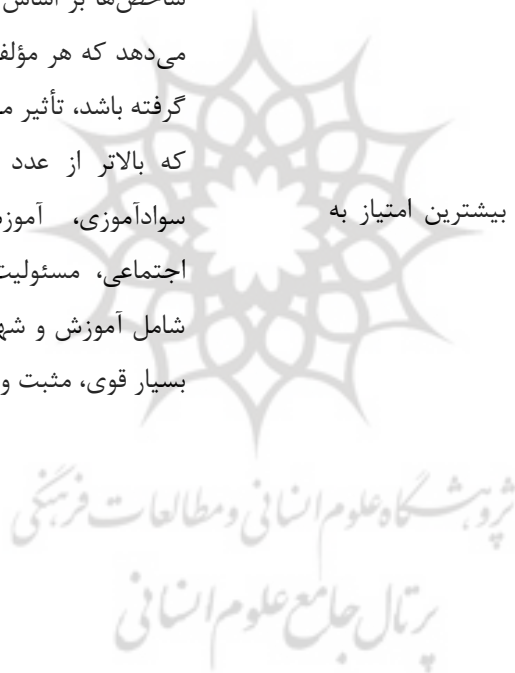 شاخص‌ها بر اساس
می‌دهد که هر مؤلف
گرفته باشد، تأثیر م
که بالاتر از عدد
سوادآموزی، آموز
اجتماعی، مسئولیت
شامل آموزش و شه
بسیار قوی، مثبت و
بیشترین امتیاز به
پژوهشگاه علوم انسانی و مطالعات فرهنگی
پرتال جامع علوم انسانی